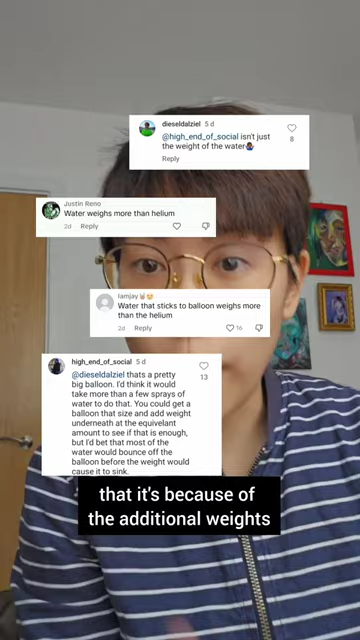 dieseldalziel 5 d
@high_end_of_social isn't just
the weight of the water
8
Reply
Justin Reno
Water weighs more than helium
2d Reply
Iamjay
Water that sticks to balloon weighs more
than the helium
2d Reply 16
high_end_of_social 5 d
@dieseldalziel thats a pretty
big balloon. I'd think it would
take more than a few sprays of
water to do that. You could get a
balloon that size and add weight
underneath at the equivelant
amount to see if that is enough,
but I'd bet that most of the
water would bounce off the
balloon before the weight would
cause it to sink.
13
that it's because of
the additional weights